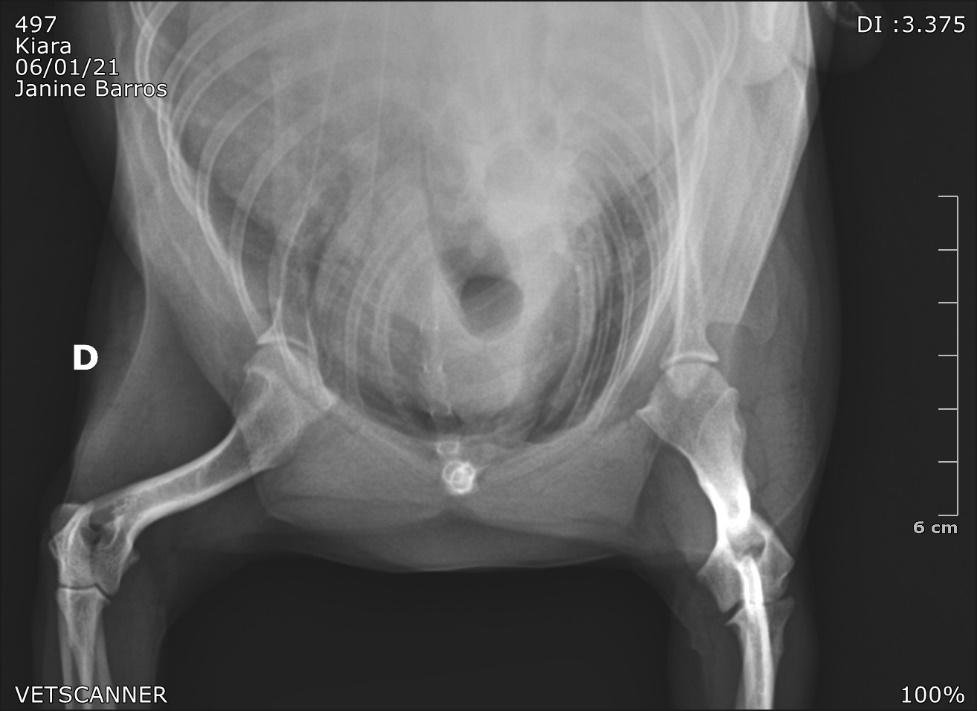 497
Kiara
06/01/21
Janine Barros
DI :3.375
D
6 cm
VETSCANNER
100%